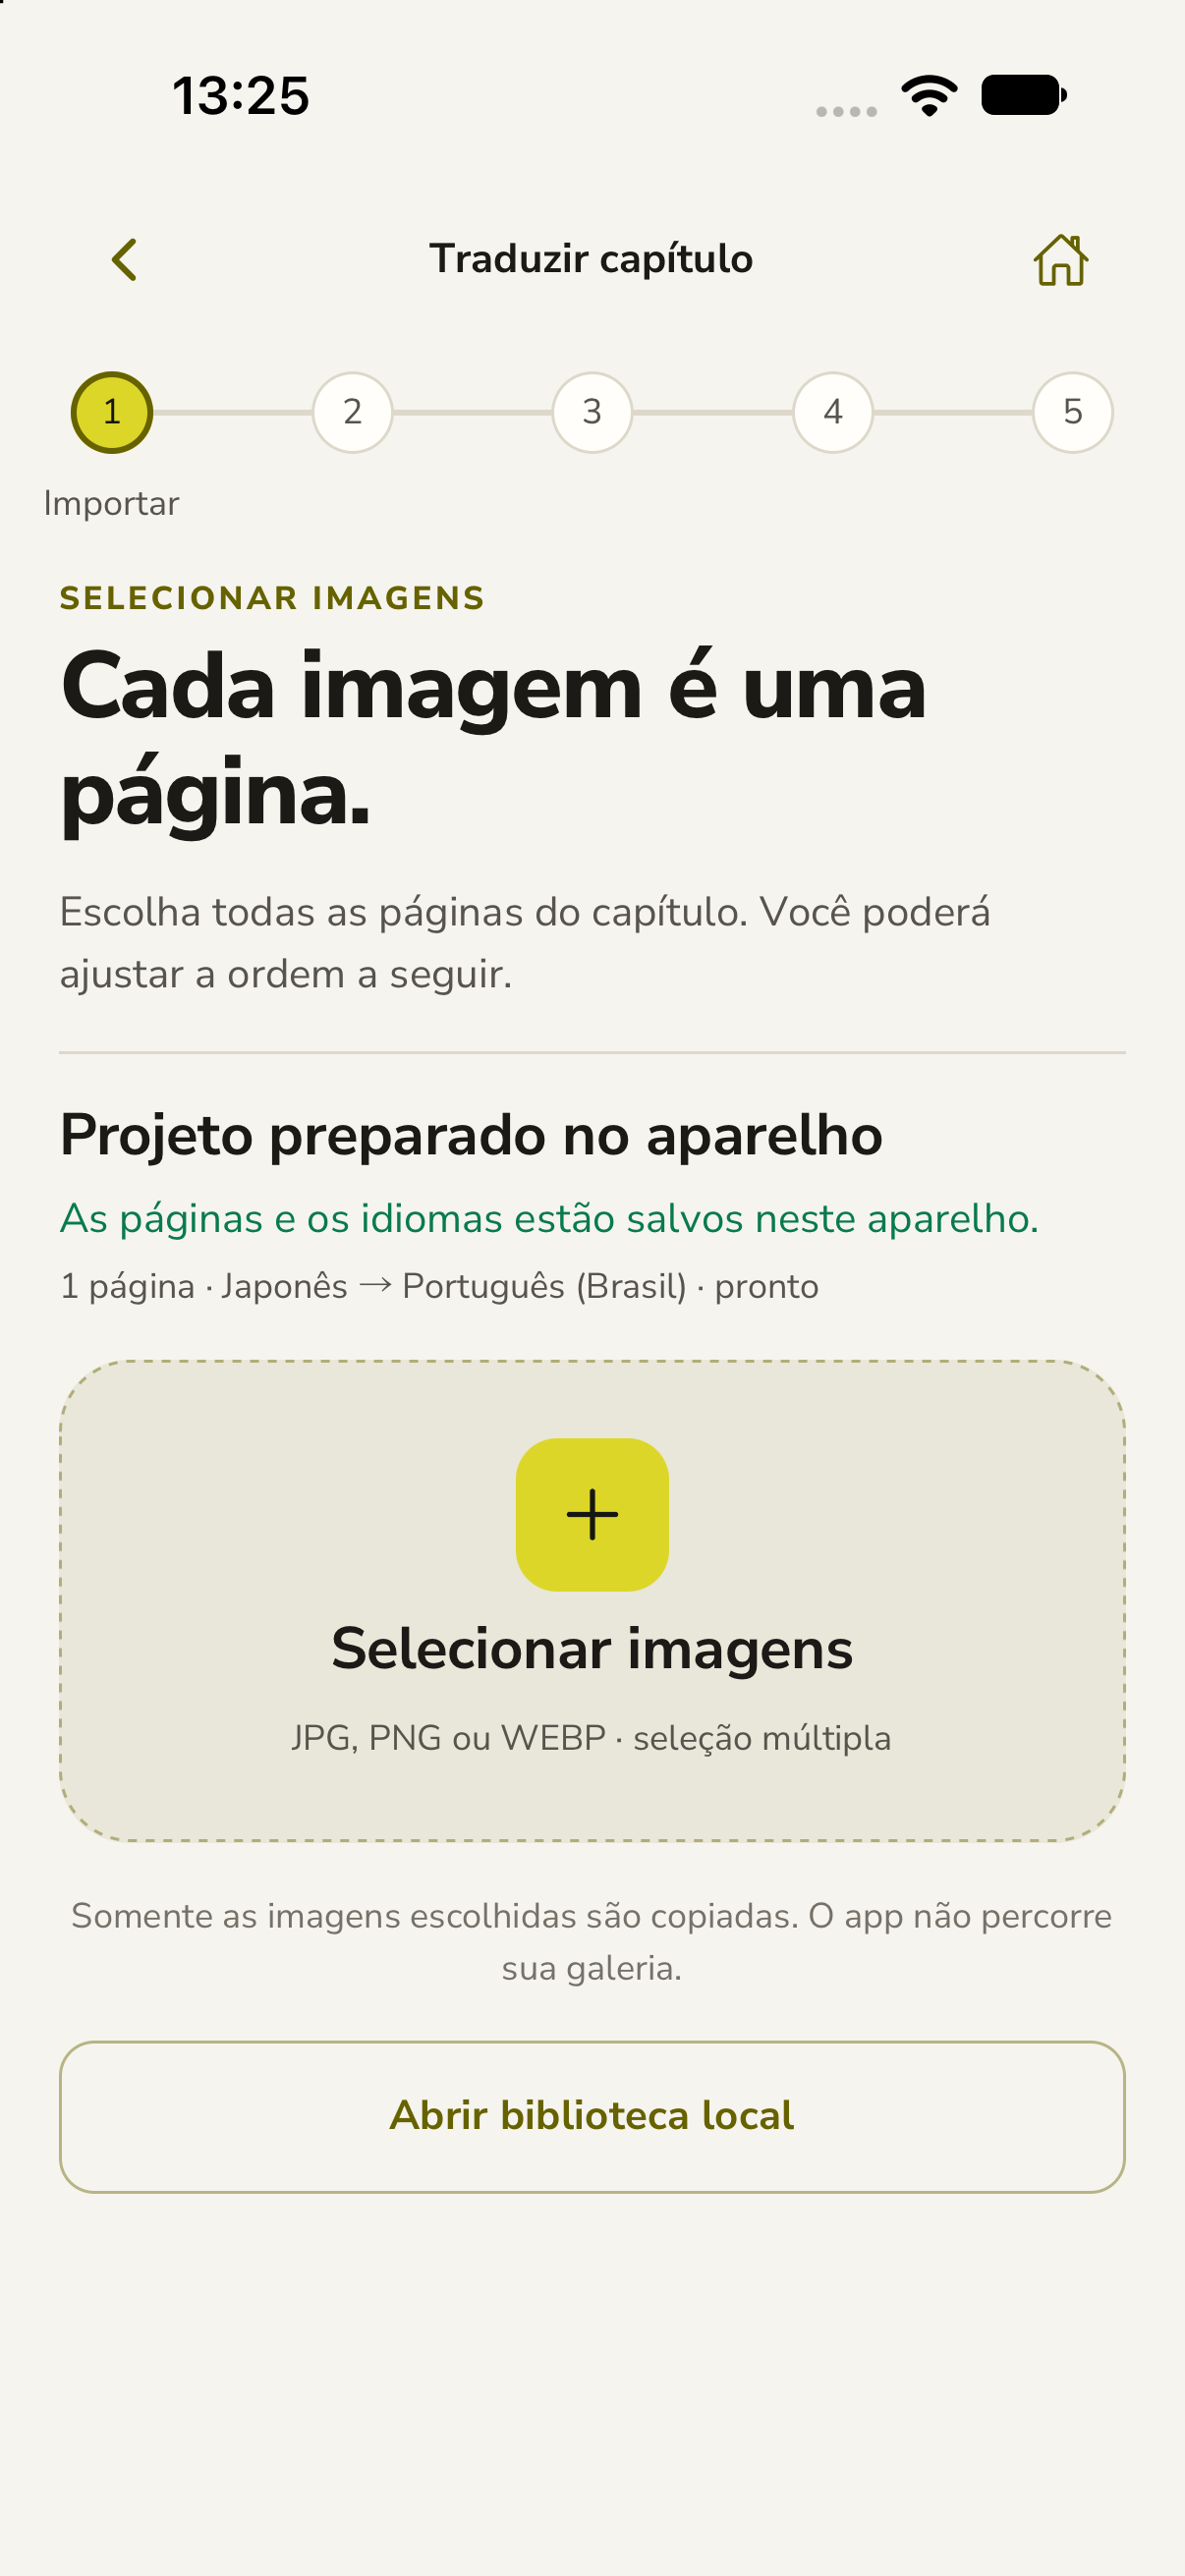 13:25
Traduzir capítulo
1 2 3 4 5
Importar
SELECIONAR IMAGENS
Cada imagem é uma
página.
Escolha todas as páginas do capítulo. Você poderá
ajustar a ordem a seguir.
Projeto preparado no aparelho
As páginas e os idiomas estão salvos neste aparelho.
1 página · Japonês → Português (Brasil) · pronto
Selecionar imagens
JPG, PNG ou WEBP · seleção múltipla
Somente as imagens escolhidas são copiadas. O app não percorre
sua galeria.
Abrir biblioteca local